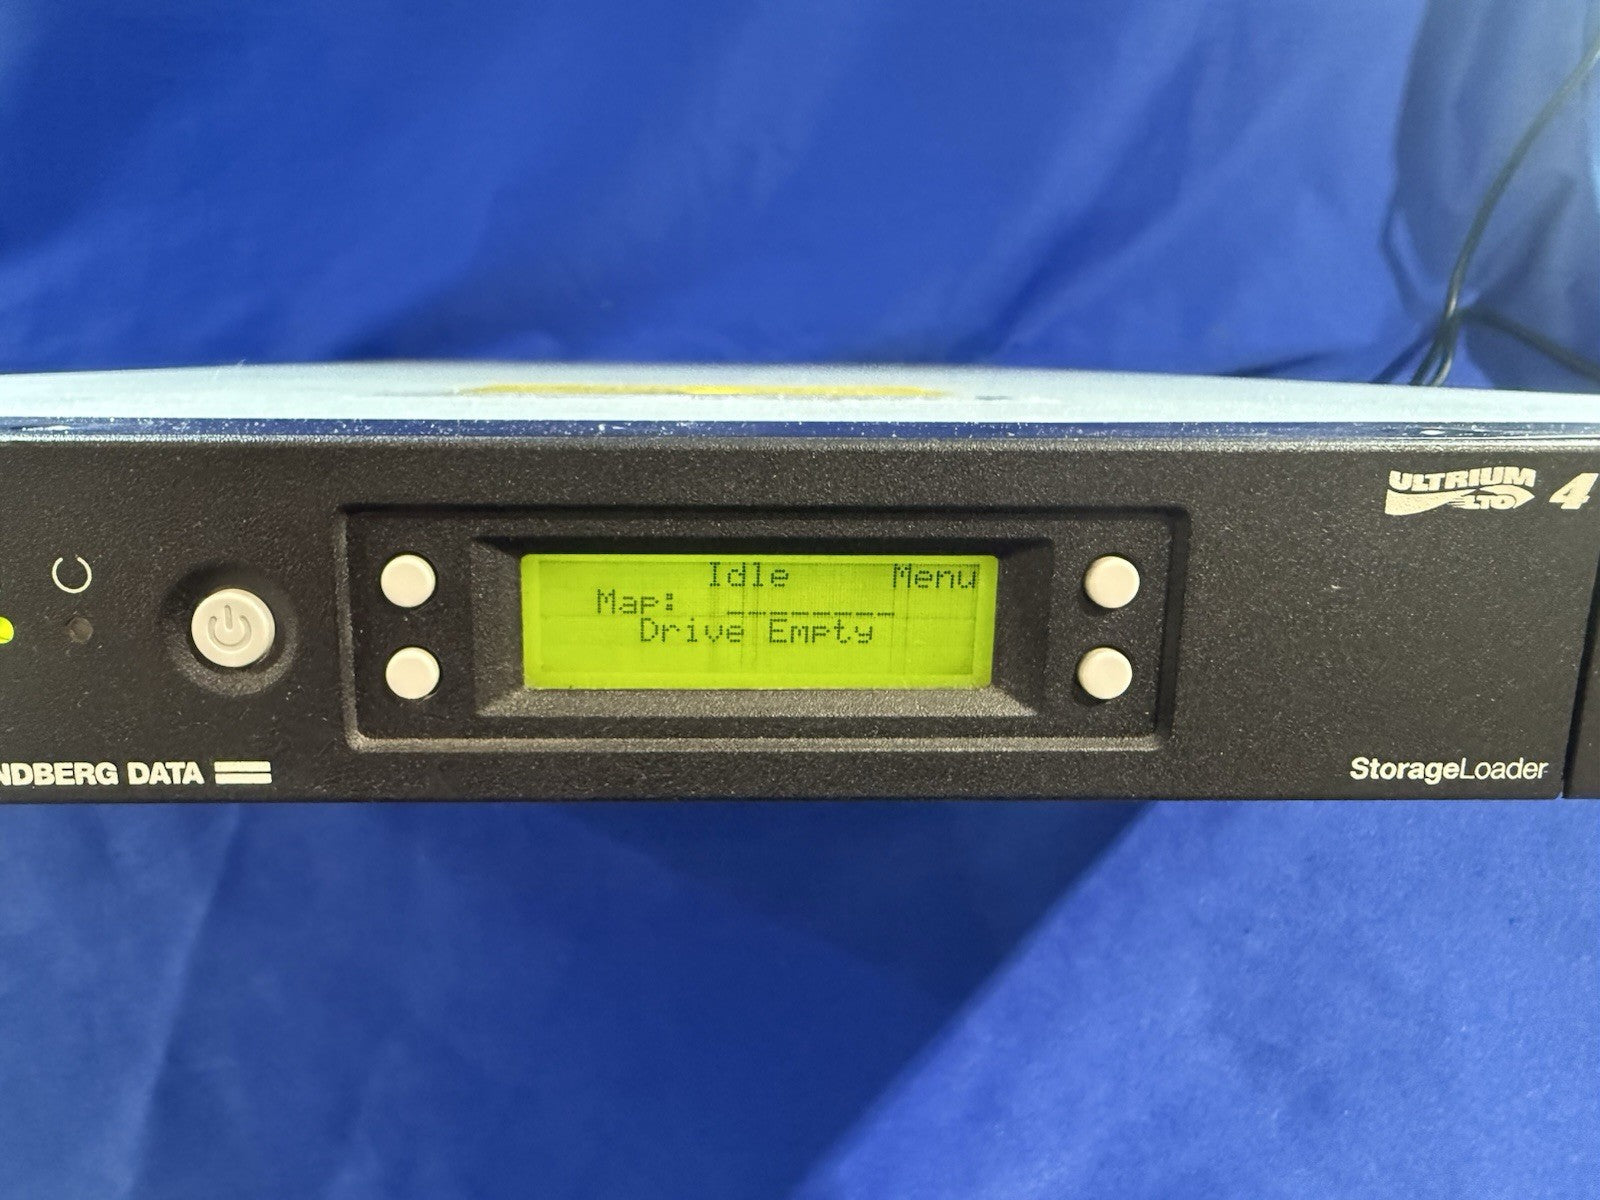 ULTRIUM
LTO 4
Idle Menu
Map: _ _ _ _ _ _ _ _
Drive Empty
NDBERG DATA
StorageLoader